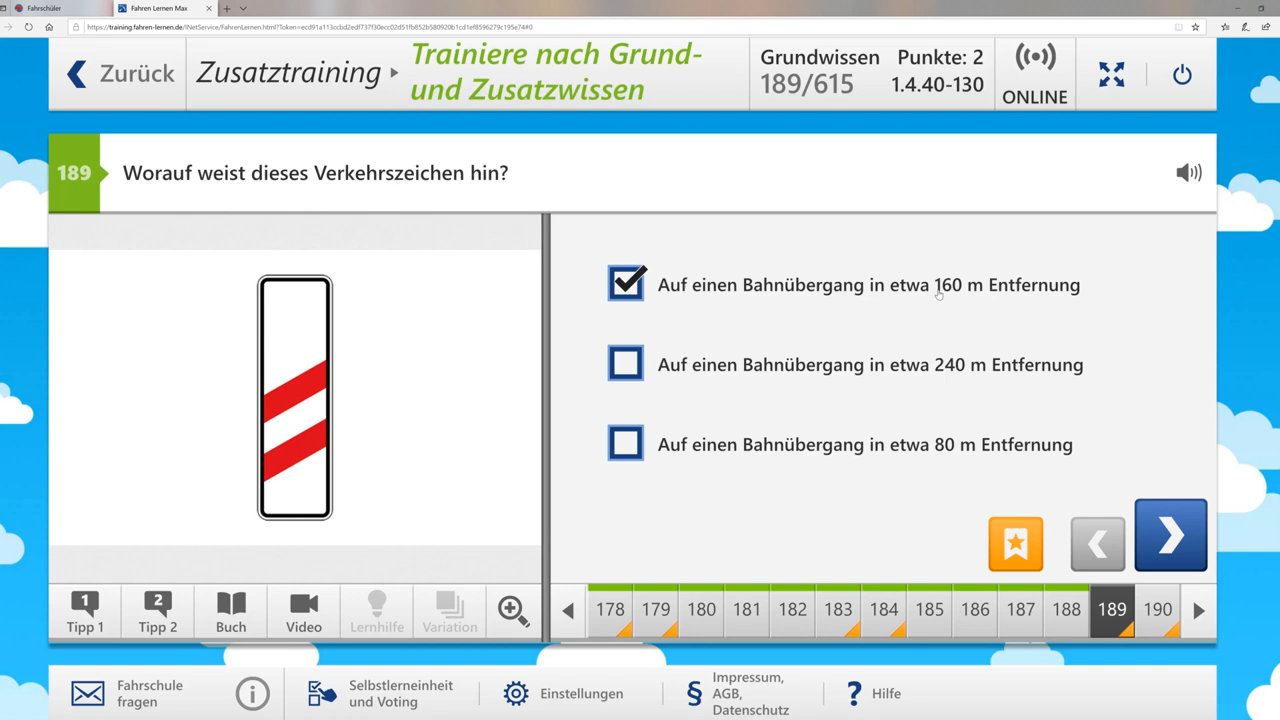 Fahrschüler
Fahren Lernen Max
https://training.fahren-lernen.de/INetService/FahrenLernen.html?Token=ecd91a113ccbd2edf737f30ecc02d51fb852b580920b1cd1ef8596279c195e74#0
Zurück
Zusatztraining
Trainiere nach Grund-
und Zusatzwissen
Grundwissen
189/615
Punkte: 2
1.4.40-130
ONLINE
189
Worauf weist dieses Verkehrszeichen hin?
Auf einen Bahnübergang in etwa 160 m Entfernung
Auf einen Bahnübergang in etwa 240 m Entfernung
Auf einen Bahnübergang in etwa 80 m Entfernung
1
Tipp 1
2
Tipp 2
Buch
Video
Lernhilfe
Variation
178 179 180 181 182 183 184 185 186 187 188 189 190
Fahrschule
fragen
Selbstlerneinheit
und Voting
Einstellungen
§
Impressum,
AGB,
Datenschutz
? Hilfe